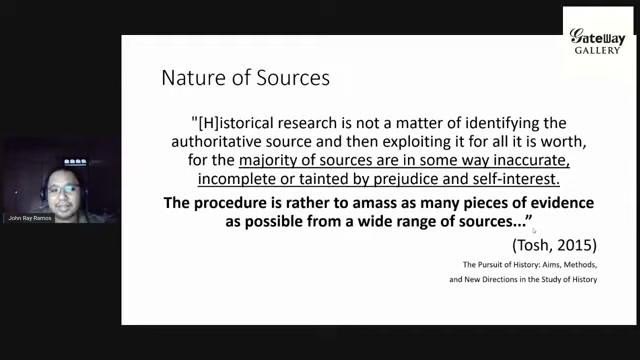 Gateway
GALLERY
Nature of Sources
"[H]istorical research is not a matter of identifying the
authoritative source and then exploiting it for all it is worth,
for the majority of sources are in some way inaccurate,
incomplete or tainted by prejudice and self-interest.
The procedure is rather to amass as many pieces of evidence
as possible from a wide range of sources..."
(Tosh, 2015)
The Pursuit of History: Aims, Methods,
and New Directions in the Study of History
John Ray Ramos